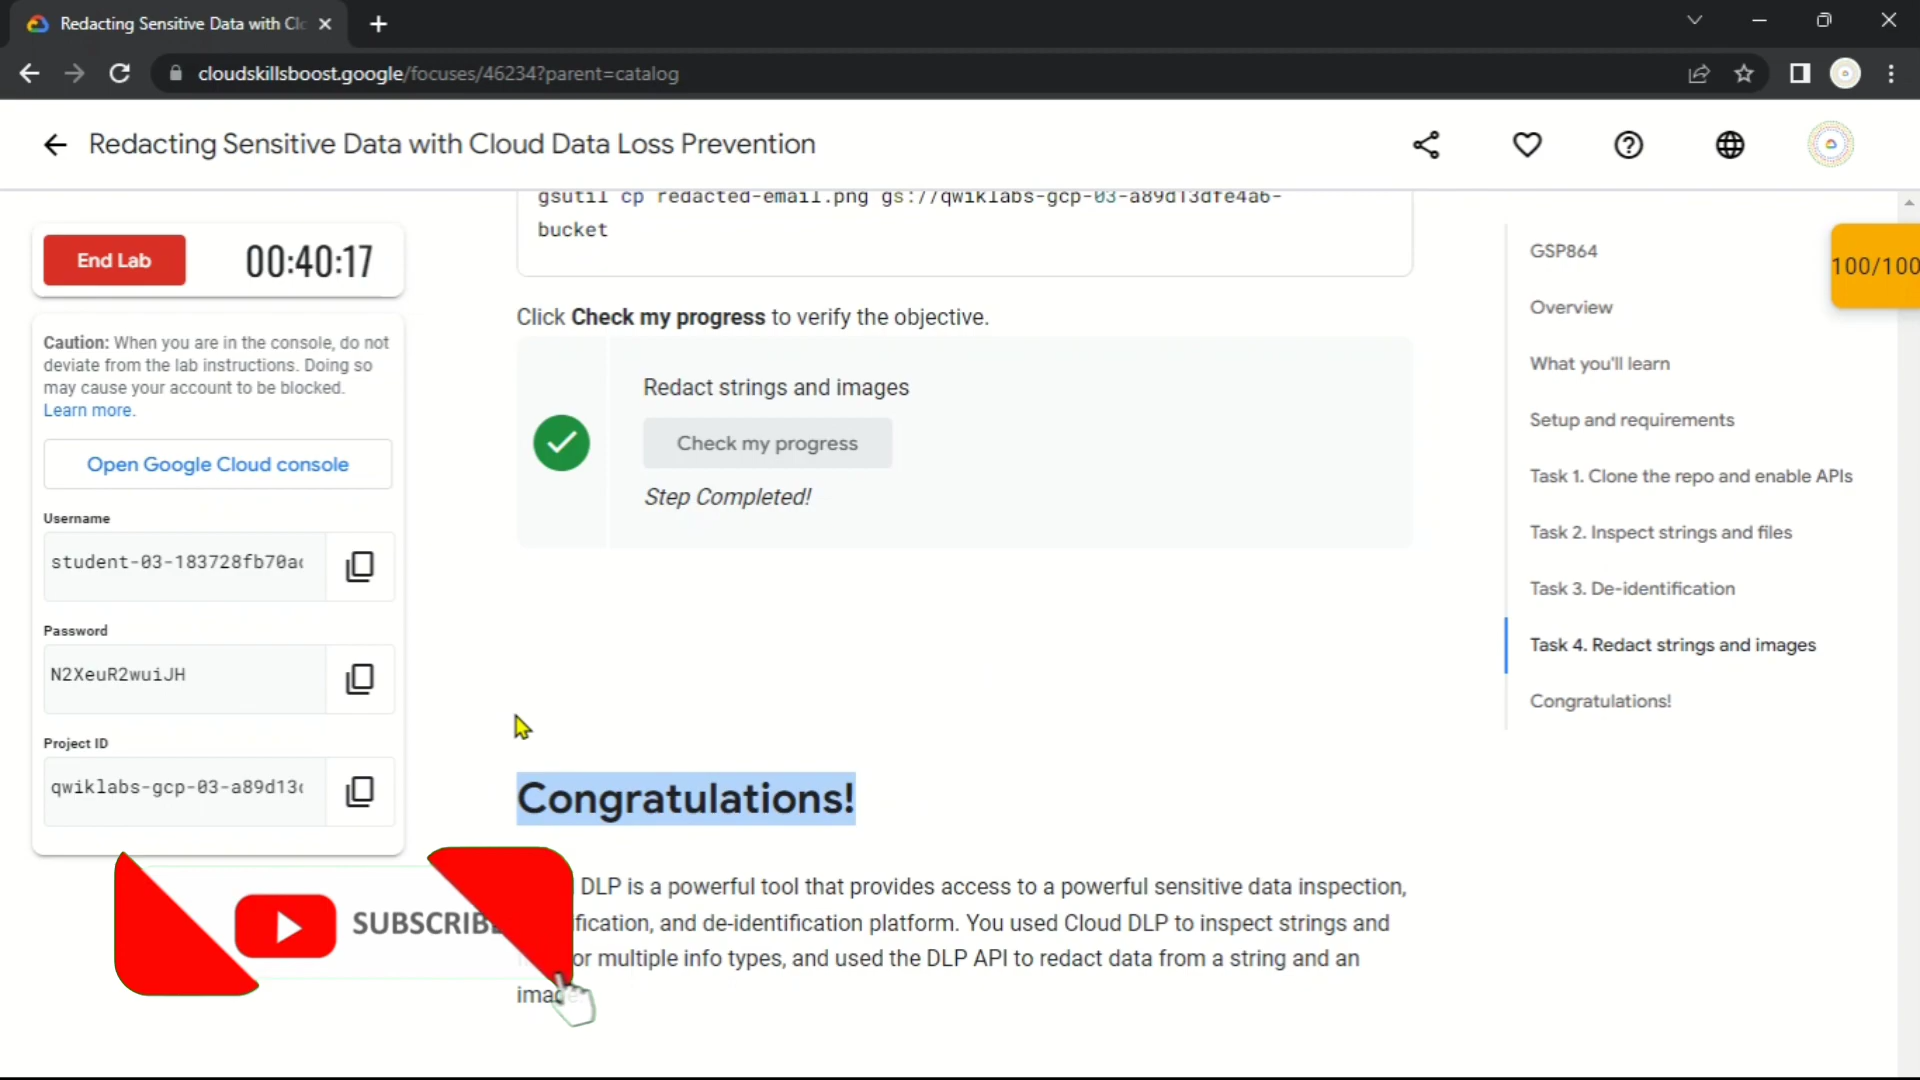 Redacting Sensitive Data with Clo
cloudskillsboost.google/focuses/46234?parent=catalog
Redacting Sensitive Data with Cloud Data Loss Prevention
End Lab
00:40:17
Caution: When you are in the console, do not
deviate from the lab instructions. Doing so
may cause your account to be blocked.
Learn more.
Open Google Cloud console
Username
student-03-183728fb70a
Password
N2XeuR2wuiJH
Project ID
qwiklabs-gcp-03-a89d13
gsutil cp redacted-email.png gs://qwiklabs-gcp-03-a89d13dfe4a6-
bucket
Click Check my progress to verify the objective.
Redact strings and images
Check my progress
Step Completed!
Congratulations!
DLP is a powerful tool that provides access to a powerful sensitive data inspection,
fication, and de-identification platform. You used Cloud DLP to inspect strings and
or multiple info types, and used the DLP API to redact data from a string and an
ima
SUBSCRIBE
GSP864
Overview
What you'll learn
Setup and requirements
Task 1. Clone the repo and enable APIs
Task 2. Inspect strings and files
Task 3. De-identification
Task 4. Redact strings and images
Congratulations!
100/100